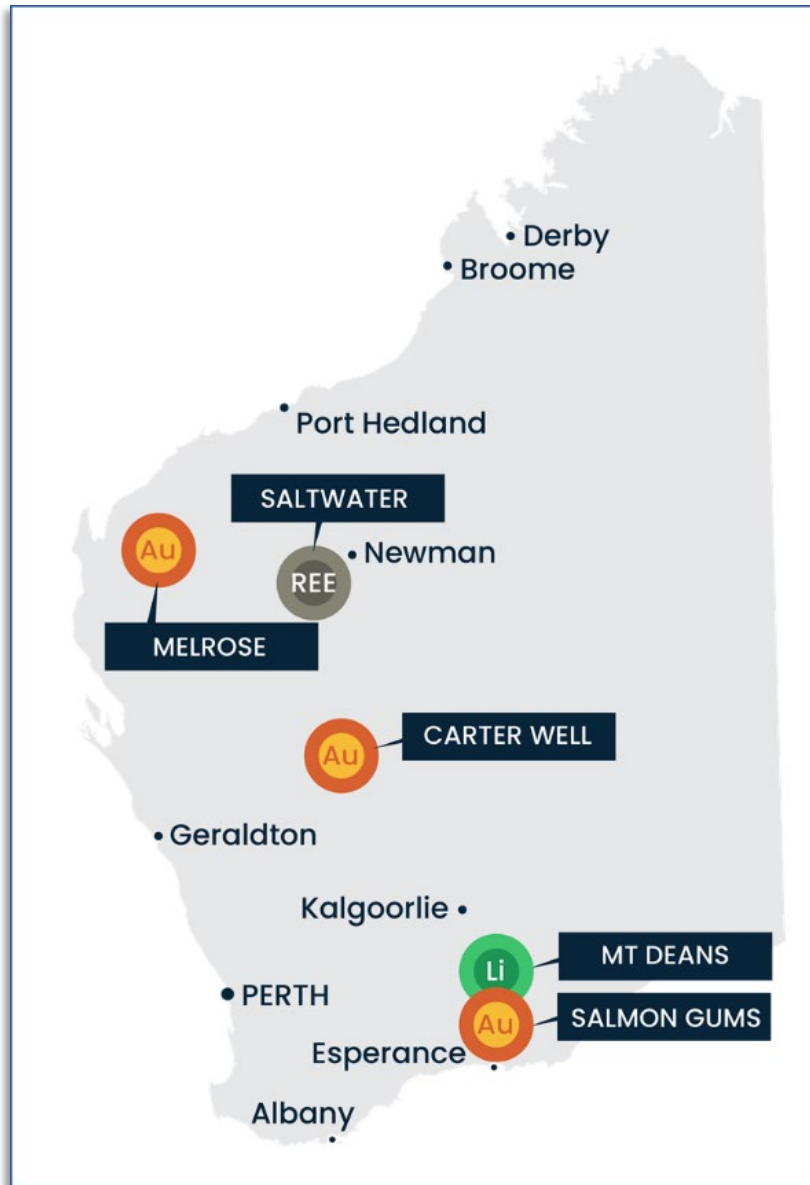 Derby
Broome
Port Hedland
SALTWATER
Au
Newman
REE
MELROSE
CARTER WELL
Au
Geraldton
Kalgoorlie
MT DEANS
Li
PERTH
SALMON GUMS
Au
Esperance
Albany